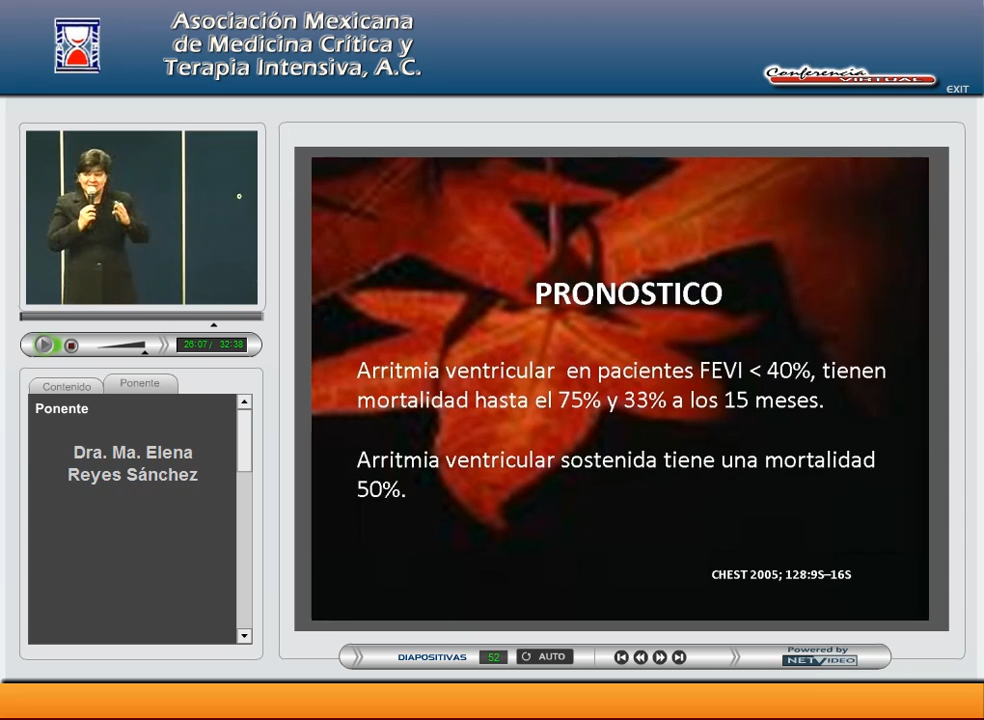 Asociación Mexicana
de Medicina Crítica y
Terapia Intensiva, A.C.
Conferencia
VIRTUAL
EXIT
26:07 / 32:38
Contenido
Ponente
Ponente
Dra. Ma. Elena
Reyes Sánchez
PRONOSTICO
Arritmia ventricular en pacientes FEVI < 40%, tienen
mortalidad hasta el 75% y 33% a los 15 meses.
Arritmia ventricular sostenida tiene una mortalidad
50%.
CHEST 2005; 128:9S–16S
DIAPOSITIVAS
52
AUTO
Powered by
NETVIDEO